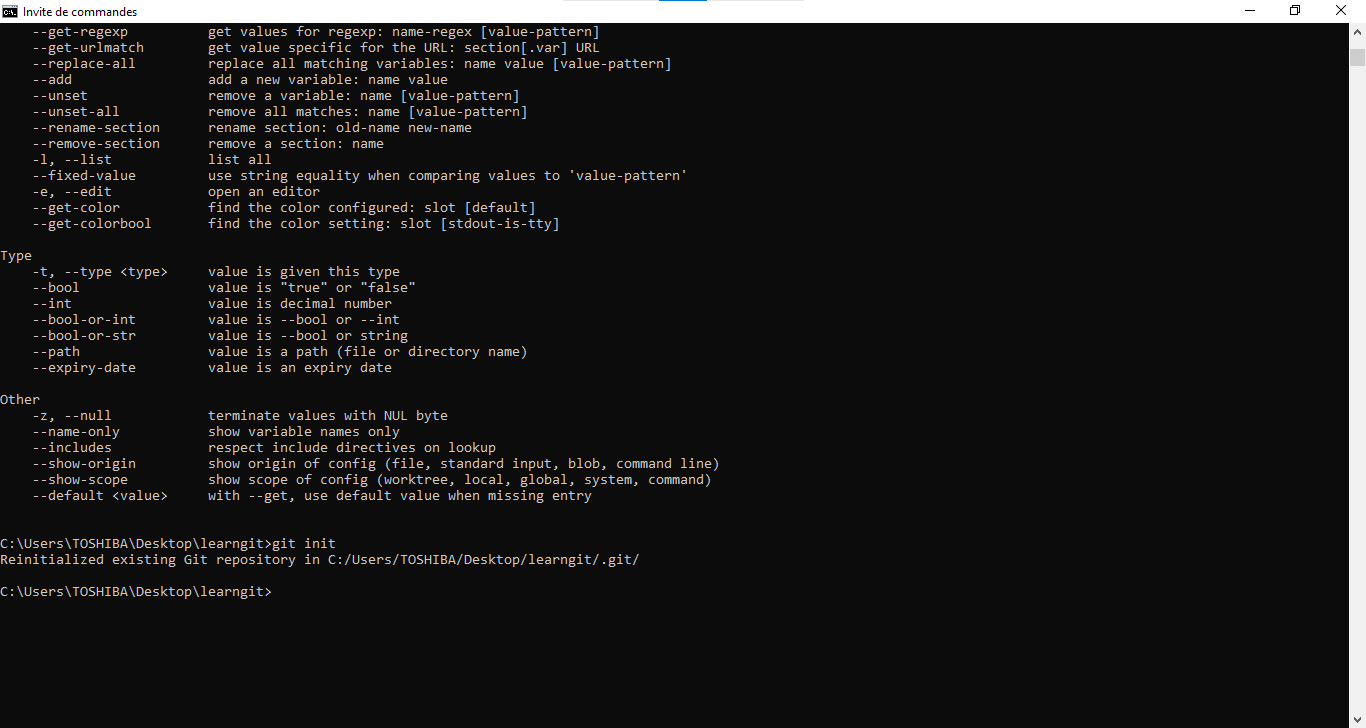 Invite de commandes
--get-regexp get values for regexp: name-regex [value-pattern]
--get-urlmatch get value specific for the URL: section[.var] URL
--replace-all replace all matching variables: name value [value-pattern]
--add add a new variable: name value
--unset remove a variable: name [value-pattern]
--unset-all remove all matches: name [value-pattern]
--rename-section rename section: old-name new-name
--remove-section remove a section: name
-l, --list list all
--fixed-value use string equality when comparing values to 'value-pattern'
-e, --edit open an editor
--get-color find the color configured: slot [default]
--get-colorbool find the color setting: slot [stdout-is-tty]
Type
-t, --type <type> value is given this type
--bool value is "true" or "false"
--int value is decimal number
--bool-or-int value is --bool or --int
--bool-or-str value is --bool or string
--path value is a path (file or directory name)
--expiry-date value is an expiry date
Other
-z, --null terminate values with NUL byte
--name-only show variable names only
--includes respect include directives on lookup
--show-origin show origin of config (file, standard input, blob, command line)
--show-scope show scope of config (worktree, local, global, system, command)
--default <value> with --get, use default value when missing entry
C:\Users\TOSHIBA\Desktop\learngit>git init
Reinitialized existing Git repository in C:/Users/TOSHIBA/Desktop/learngit/.git/
C:\Users\TOSHIBA\Desktop\learngit>